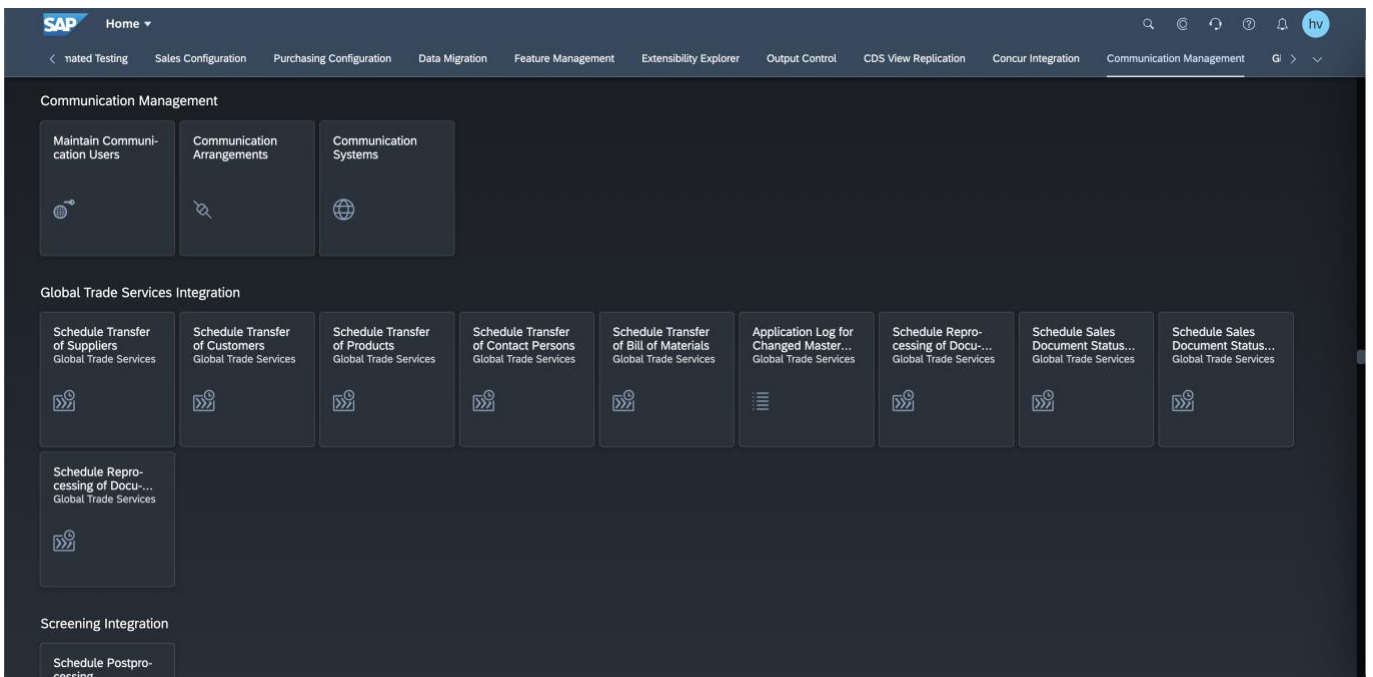 SAP Home
hv
mated Testing Sales Configuration Purchasing Configuration Data Migration Feature Management Extensibility Explorer Output Control CDS View Replication Concur Integration Communication Management Gl
Communication Management
Maintain Communi-
cation Users
Communication
Arrangements
Communication
Systems
Global Trade Services Integration
Schedule Transfer
of Suppliers
Global Trade Services
Schedule Transfer
of Customers
Global Trade Services
Schedule Transfer
of Products
Global Trade Services
Schedule Transfer
of Contact Persons
Global Trade Services
Schedule Transfer
of Bill of Materials
Global Trade Services
Application Log for
Changed Master...
Global Trade Services
Schedule Repro-
cessing of Docu-...
Global Trade Services
Schedule Sales
Document Status...
Global Trade Services
Schedule Sales
Document Status...
Global Trade Services
Schedule Repro-
cessing of Docu-...
Global Trade Services
Screening Integration
Schedule Postpro-
cessing